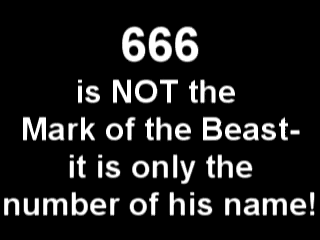 666
is NOT the
Mark of the Beast-
it is only the
number of his name!